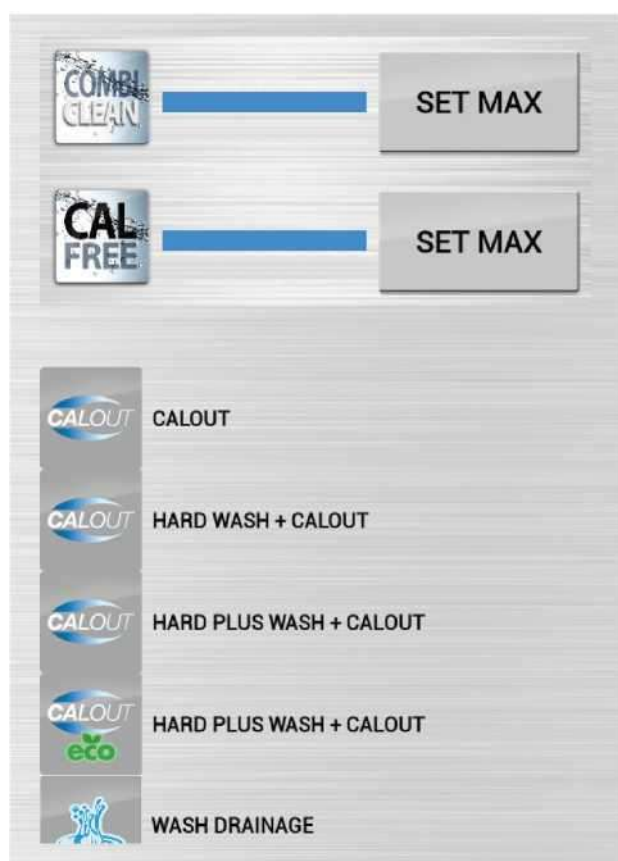 COMBI
CLEAN
SET MAX
CAL
FREE
SET MAX
CALOUT
CALOUT
CALOUT
HARD WASH + CALOUT
CALOUT
HARD PLUS WASH + CALOUT
CALOUT
eco
HARD PLUS WASH + CALOUT
WASH DRAINAGE